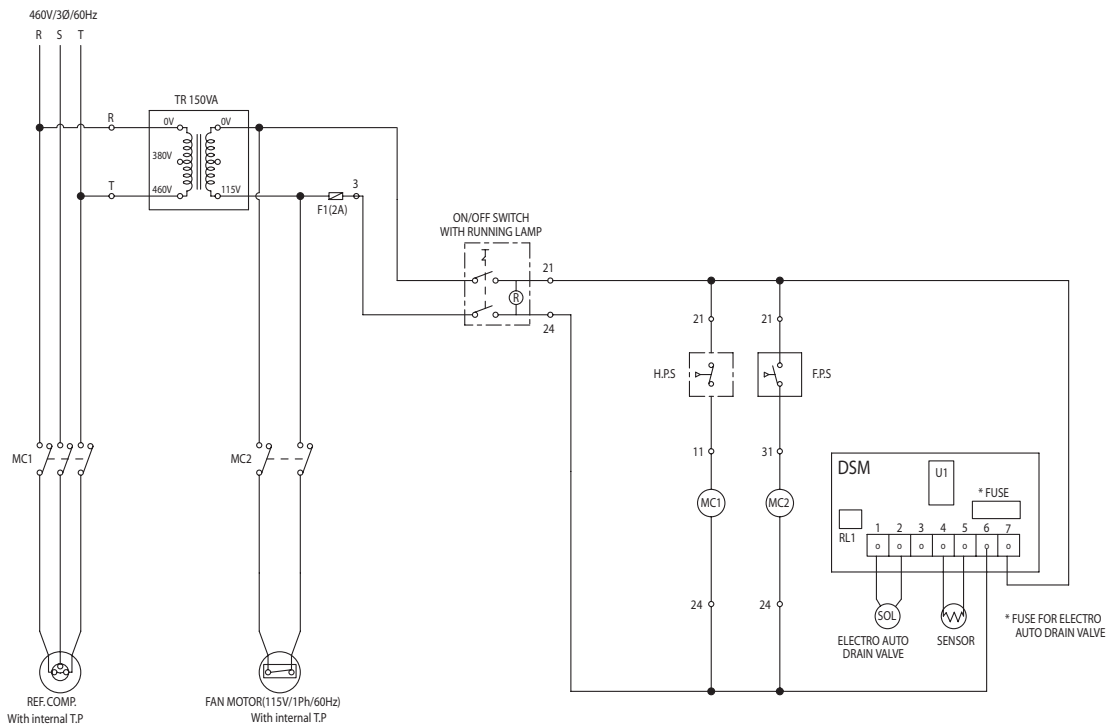 460V/3Ø/60Hz
R S T
TR 150VA
R
0V 0V
380V
T
460V 115V
3
F1(2A)
ON/OFF SWITCH
WITH RUNNING LAMP
21
R
24
21 21
H.P.S F.P.S
MC1
MC2
11 31
MC1 MC2
DSM
U1
* FUSE
RL1
1 2 3 4 5 6 7
24 24
SOL
ELECTRO AUTO
DRAIN VALVE
SENSOR
* FUSE FOR ELECTRO
AUTO DRAIN VALVE
REF.COMP.
With internal T.P
FAN MOTOR(115V/1Ph/60Hz)
With internal T.P